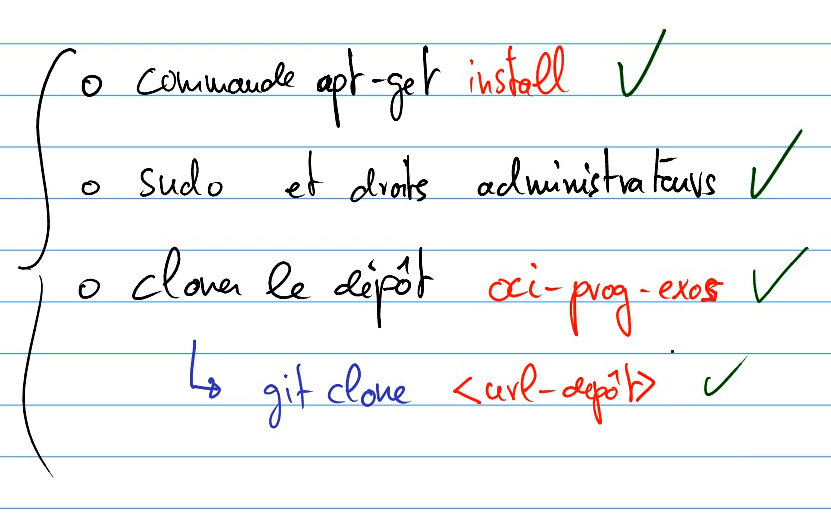 o commande apt-get install ✓
o sudo et droits administrateurs ✓
o cloner le dépôt oci-prog-exos ✓
↳ git clone <url-dépôt> ✓